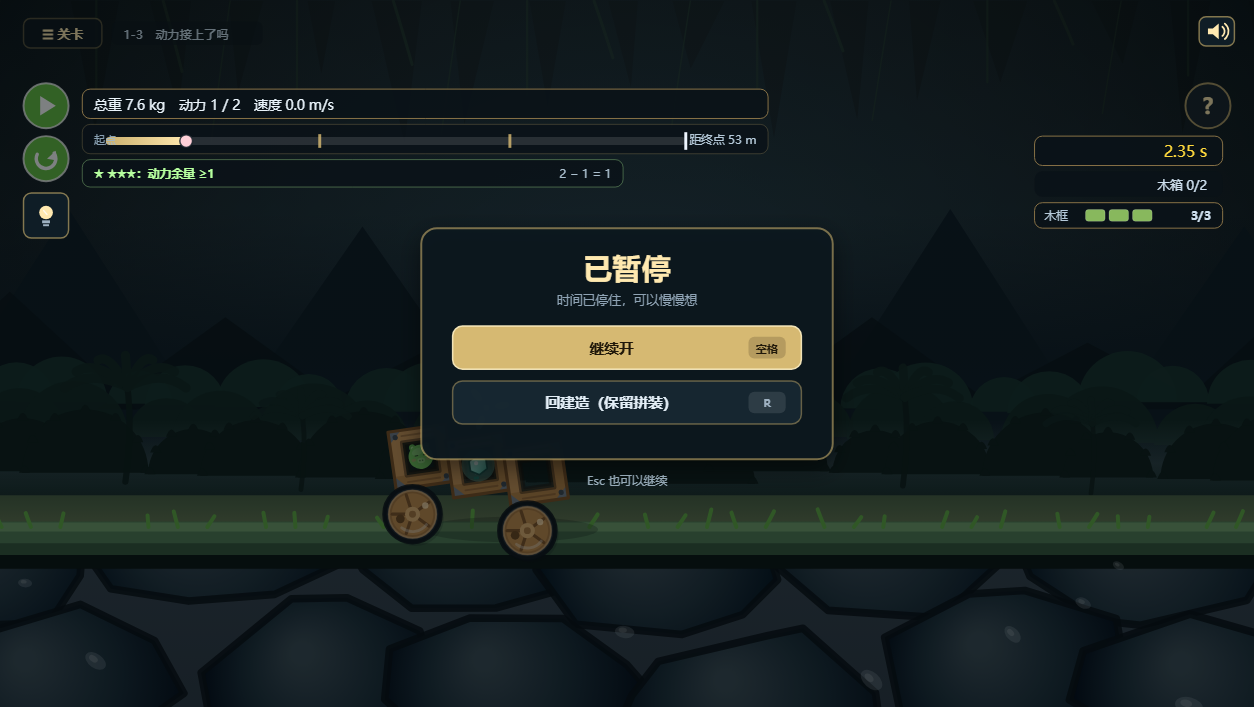 ☰ 关卡
1-3 动力接上了吗
总重 7.6 kg 动力 1 / 2 速度 0.0 m/s
?
距终点 53 m
2.35 s
★ ★★★: 动力余量 ≥1 2 − 1 = 1
木箱 0/2
木框 3/3
已暂停
时间已停住，可以慢慢想
继续开 空格
回建造（保留拼装） R
Esc 也可以继续